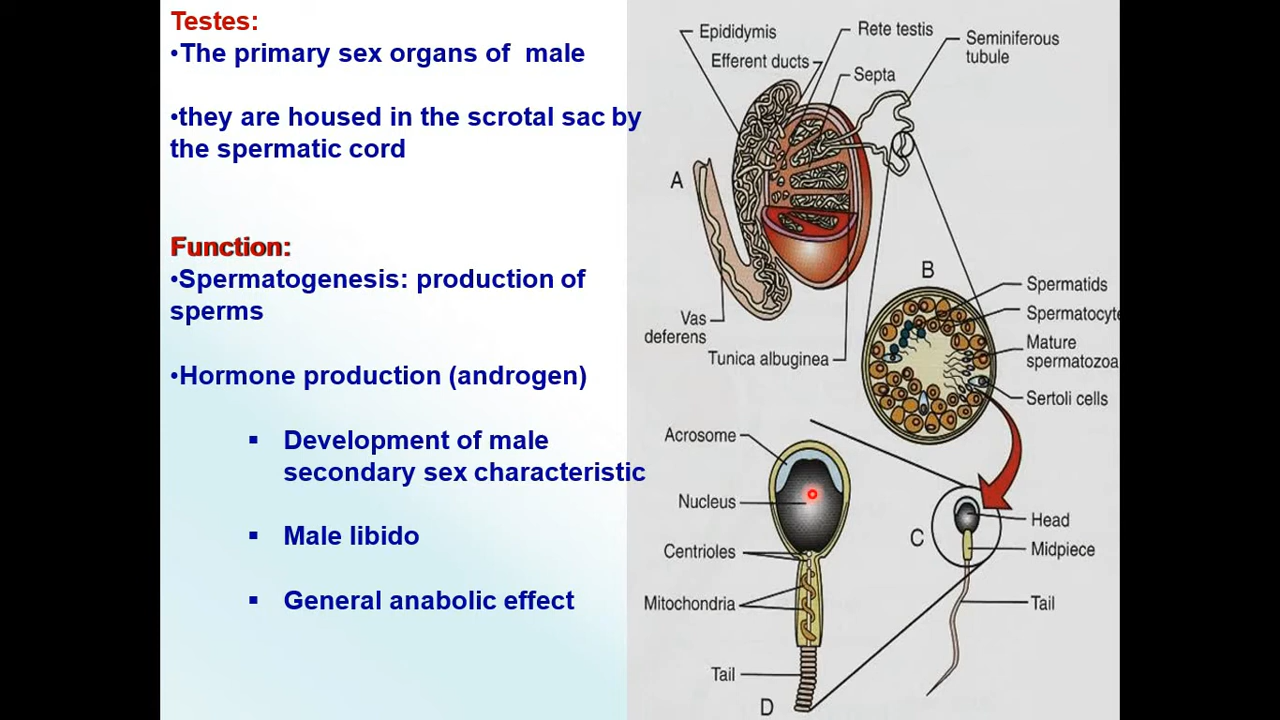 Testes:
•The primary sex organs of male
•they are housed in the scrotal sac by
the spermatic cord
Function:
•Spermatogenesis: production of
sperms
•Hormone production (androgen)
▪ Development of male
secondary sex characteristic
▪ Male libido
▪ General anabolic effect
Epididymis
Rete testis
Efferent ducts
Septa
Seminiferous
tubule
A
Vas
deferens
Tunica albuginea
B
Spermatids
Spermatocyte
Mature
spermatozoa
Sertoli cells
Acrosome
Nucleus
Centrioles
Mitochondria
Tail
D
C
Head
Midpiece
Tail